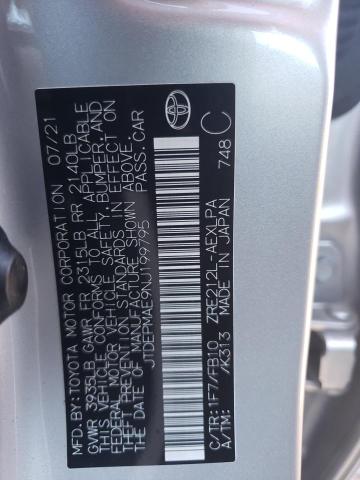 MFD.BY:TOYOTA MOTOR CORPORATION 07/21
GVWR 3935LB GAWR FR 2315LB RR 2140LB
THIS VEHICLE CONFORMS TO ALL APPLICABLE
FEDERAL MOTOR VEHICLE SAFETY, BUMPER, AND
THEFT PREVENTION STANDARDS IN EFFECT ON
THE DATE OF MANUFACTURE SHOWN ABOVE.
JTDEPMAE9NJ199795 PASS.CAR
C/TR:1F7/FB10 ZRE212L-AEXLPA
A/TM: /K313 MADE IN JAPAN 748
C